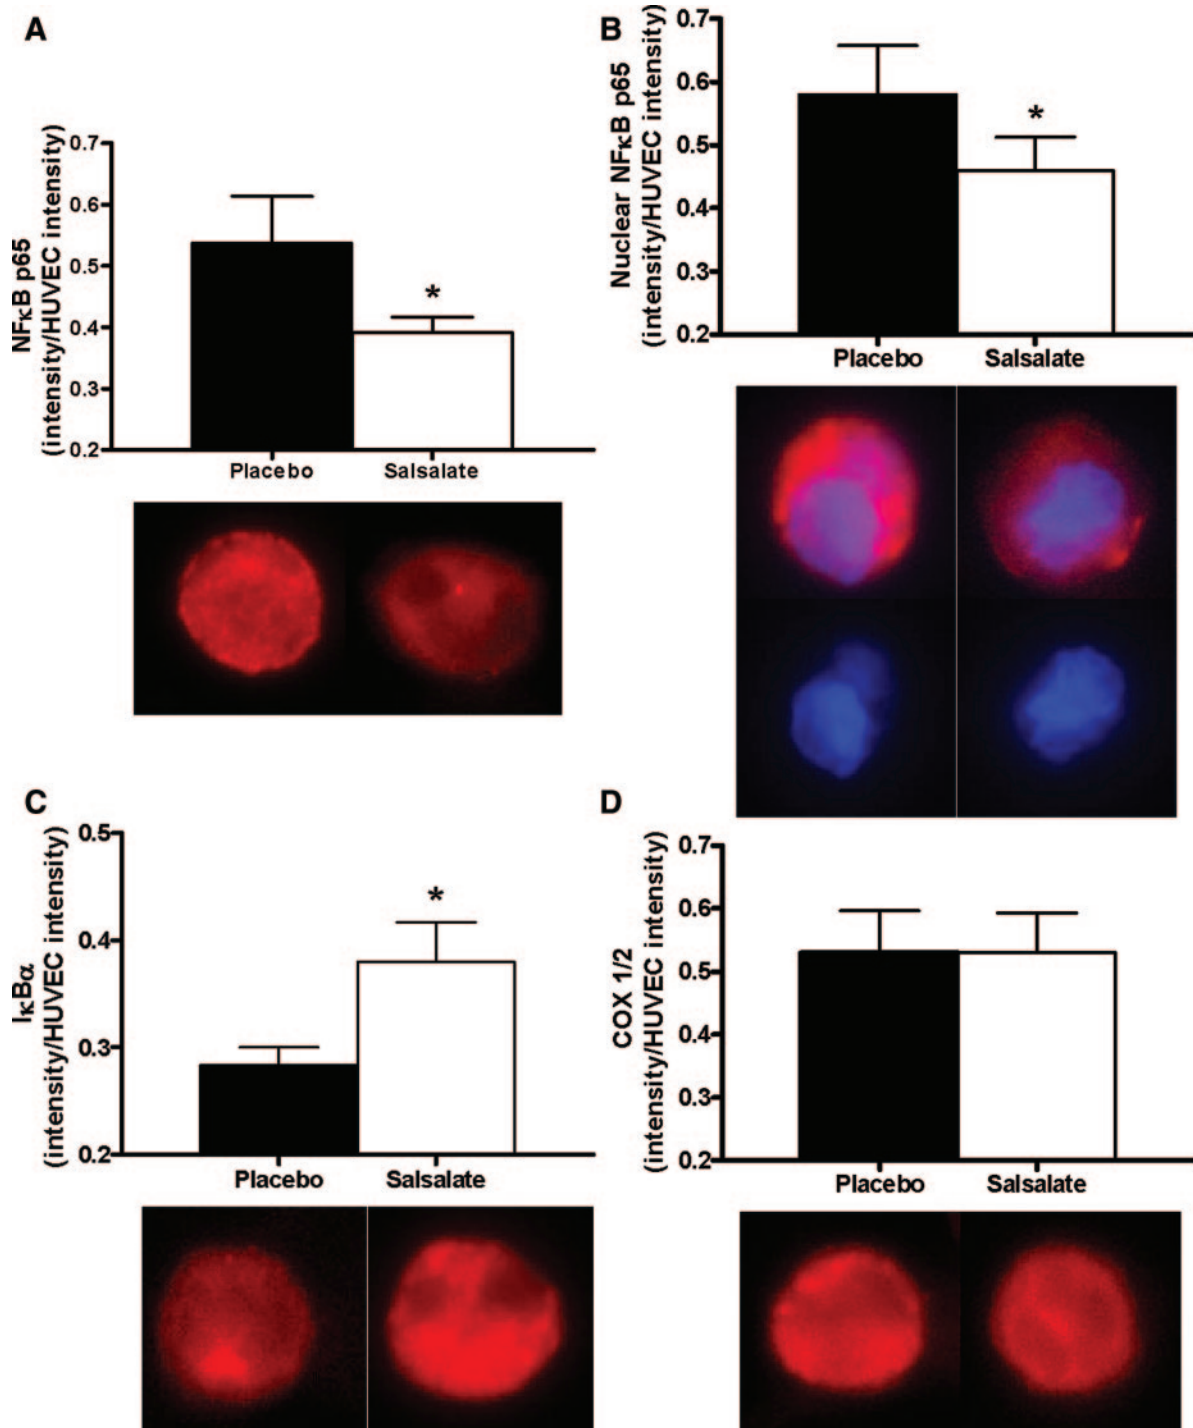 A
NFκB p65
(intensity/HUVEC intensity)
0.7
0.6
0.5
0.4
0.3
0.2
*
Placebo
Salsalate
B
Nuclear NFκB p65
(intensity/HUVEC intensity)
0.7
0.6
0.5
0.4
0.3
0.2
*
Placebo
Salsalate
C
IκBα
(intensity/HUVEC intensity)
0.5
0.4
0.3
0.2
*
Placebo
Salsalate
D
COX 1/2
(intensity/HUVEC intensity)
0.7
0.6
0.5
0.4
0.3
0.2
Placebo
Salsalate